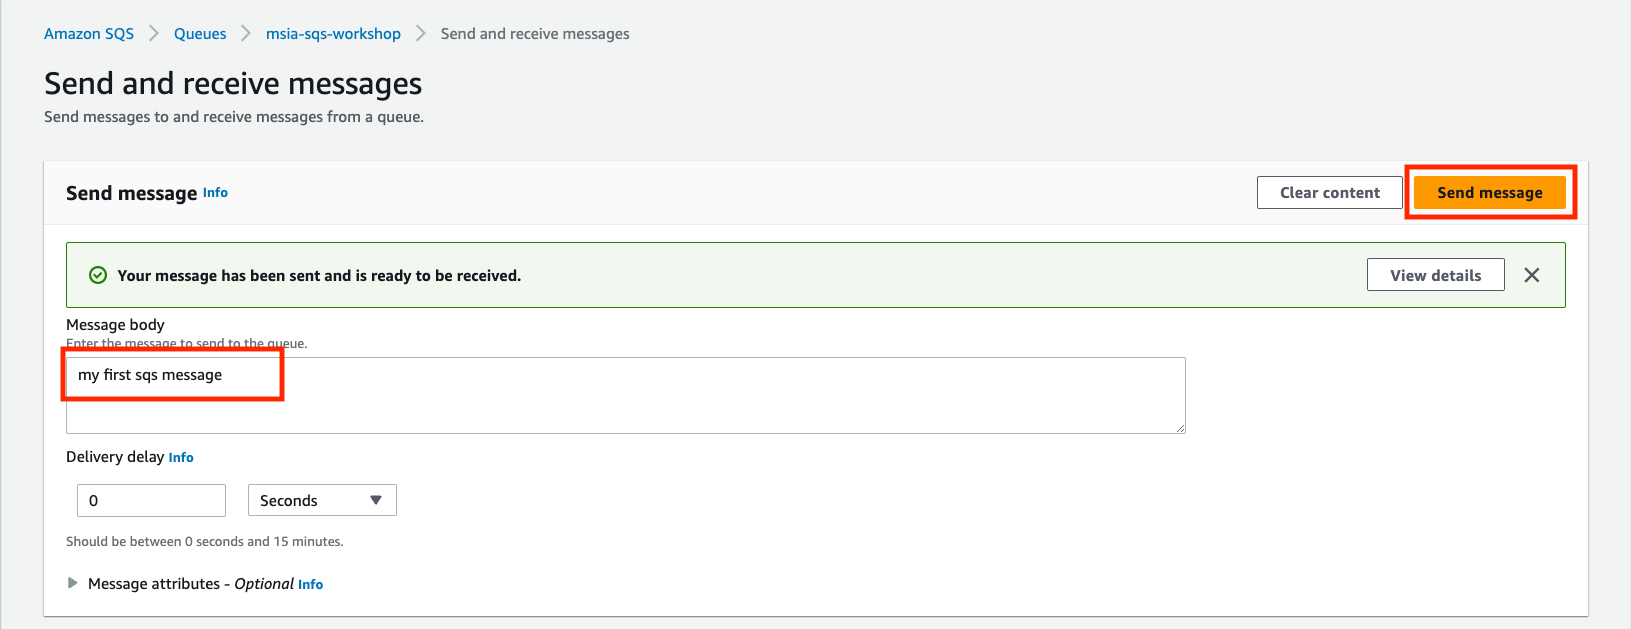 Amazon SQS > Queues > msia-sqs-workshop > Send and receive messages
Send and receive messages
Send messages to and receive messages from a queue.
Send message Info
Clear content
Send message
Your message has been sent and is ready to be received.
View details
Message body
Enter the message to send to the queue.
my first sqs message
Delivery delay Info
0
Seconds
Should be between 0 seconds and 15 minutes.
Message attributes - Optional Info